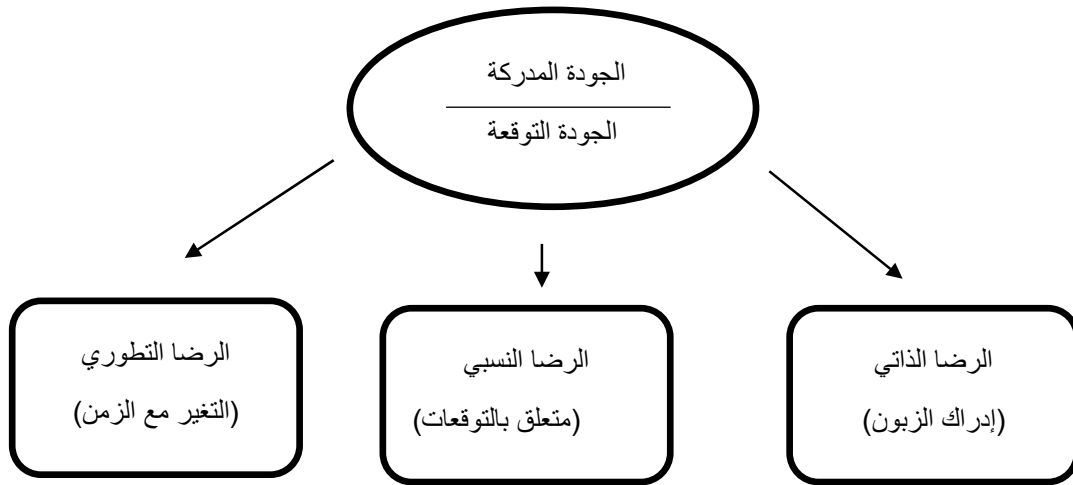 الجودة المدركة
الجودة التوقعة
الرضا الذاتي
(إدراك الزبون)
الرضا النسبي
(متعلق بالتوقعات)
الرضا التطوري
(التغير مع الزمن)